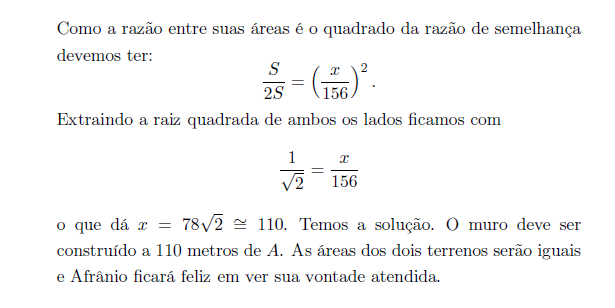 Como a razão entre suas áreas é o quadrado da razão de semelhança
devemos ter:
$$\frac{S}{2S} = \left(\frac{x}{156}\right)^2.$$
Extraindo a raiz quadrada de ambos os lados ficamos com
$$\frac{1}{\sqrt{2}} = \frac{x}{156}$$
o que dá $x = 78\sqrt{2} \cong 110$. Temos a solução. O muro deve ser
construído a 110 metros de $A$. As áreas dos dois terrenos serão iguais
e Afrânio ficará feliz em ver sua vontade atendida.